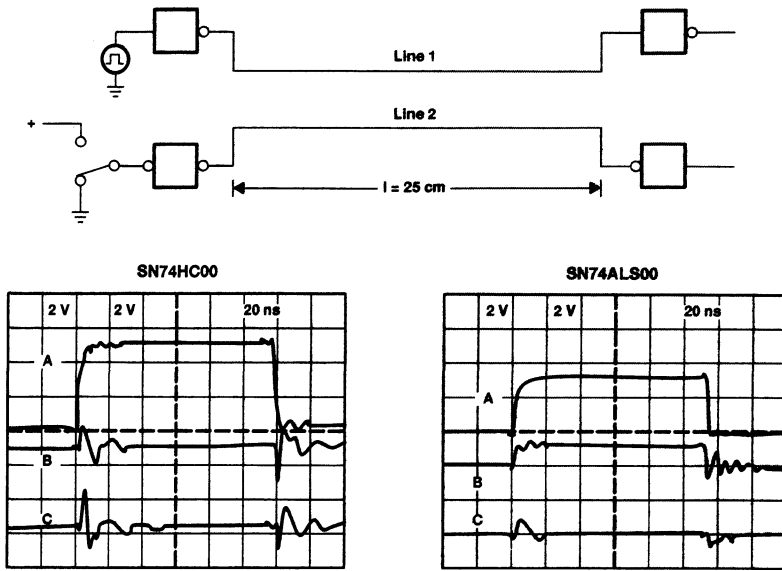 Line 1
Line 2
+
l = 25 cm
SN74HC00
2 V 2 V 20 ns
A
B
C
SN74ALS00
2 V 2 V 20 ns
A
B
C